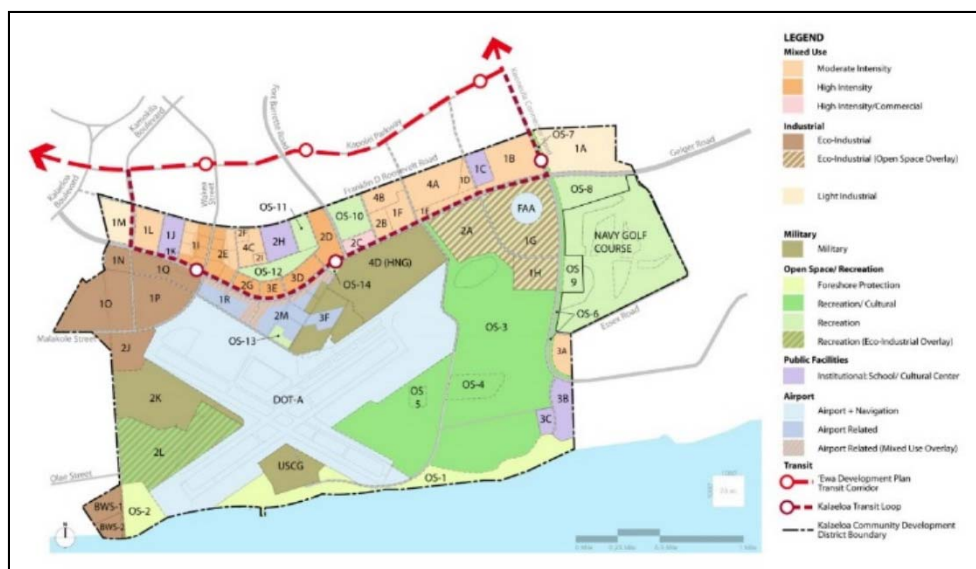 LEGEND
Mixed Use
Moderate Intensity
High Intensity
High Intensity/Commercial
Industrial
Eco-Industrial
Eco-Industrial (Open Space Overlay)
Light Industrial
Military
Military
Open Space/ Recreation
Foreshore Protection
Recreation/ Cultural
Recreation
Recreation (Eco-Industrial Overlay)
Public Facilities
Institutional: School/ Cultural Center
Airport
Airport + Navigation
Airport Related
Airport Related (Mixed Use Overlay)
Transit
'Ewa Development Plan
Transit Corridor
Kalaeloa Transit Loop
Kalaeloa Community Development
District Boundary
Kamokila
Boulevard
Fort Barrette Road
Kapolei Parkway
Kalaeloa
Boulevard
Wakea
Street
Franklin D Roosevelt Road
Geiger Road
Essex Road
Malakole Street
Olai Street
OS-7
1A
1B
1C
1D
4A
OS-8
FAA
NAVY GOLF
COURSE
OS-11
OS-10
4B
1F
2B
2C
2A
1G
1H
OS
9
OS-6
1M
1L
1J
1K
1I
2F
4C
2I
2E
2H
2D
OS-12
1N
1Q
1O
1P
2G
3E
3D
4D (HNG)
OS-14
1R
2M
3F
OS-13
2J
OS-3
3A
2K
DOT-A
OS
5
OS-4
3B
3C
2L
USCG
OS-1
BWS-1
BWS-2
OS-2
N